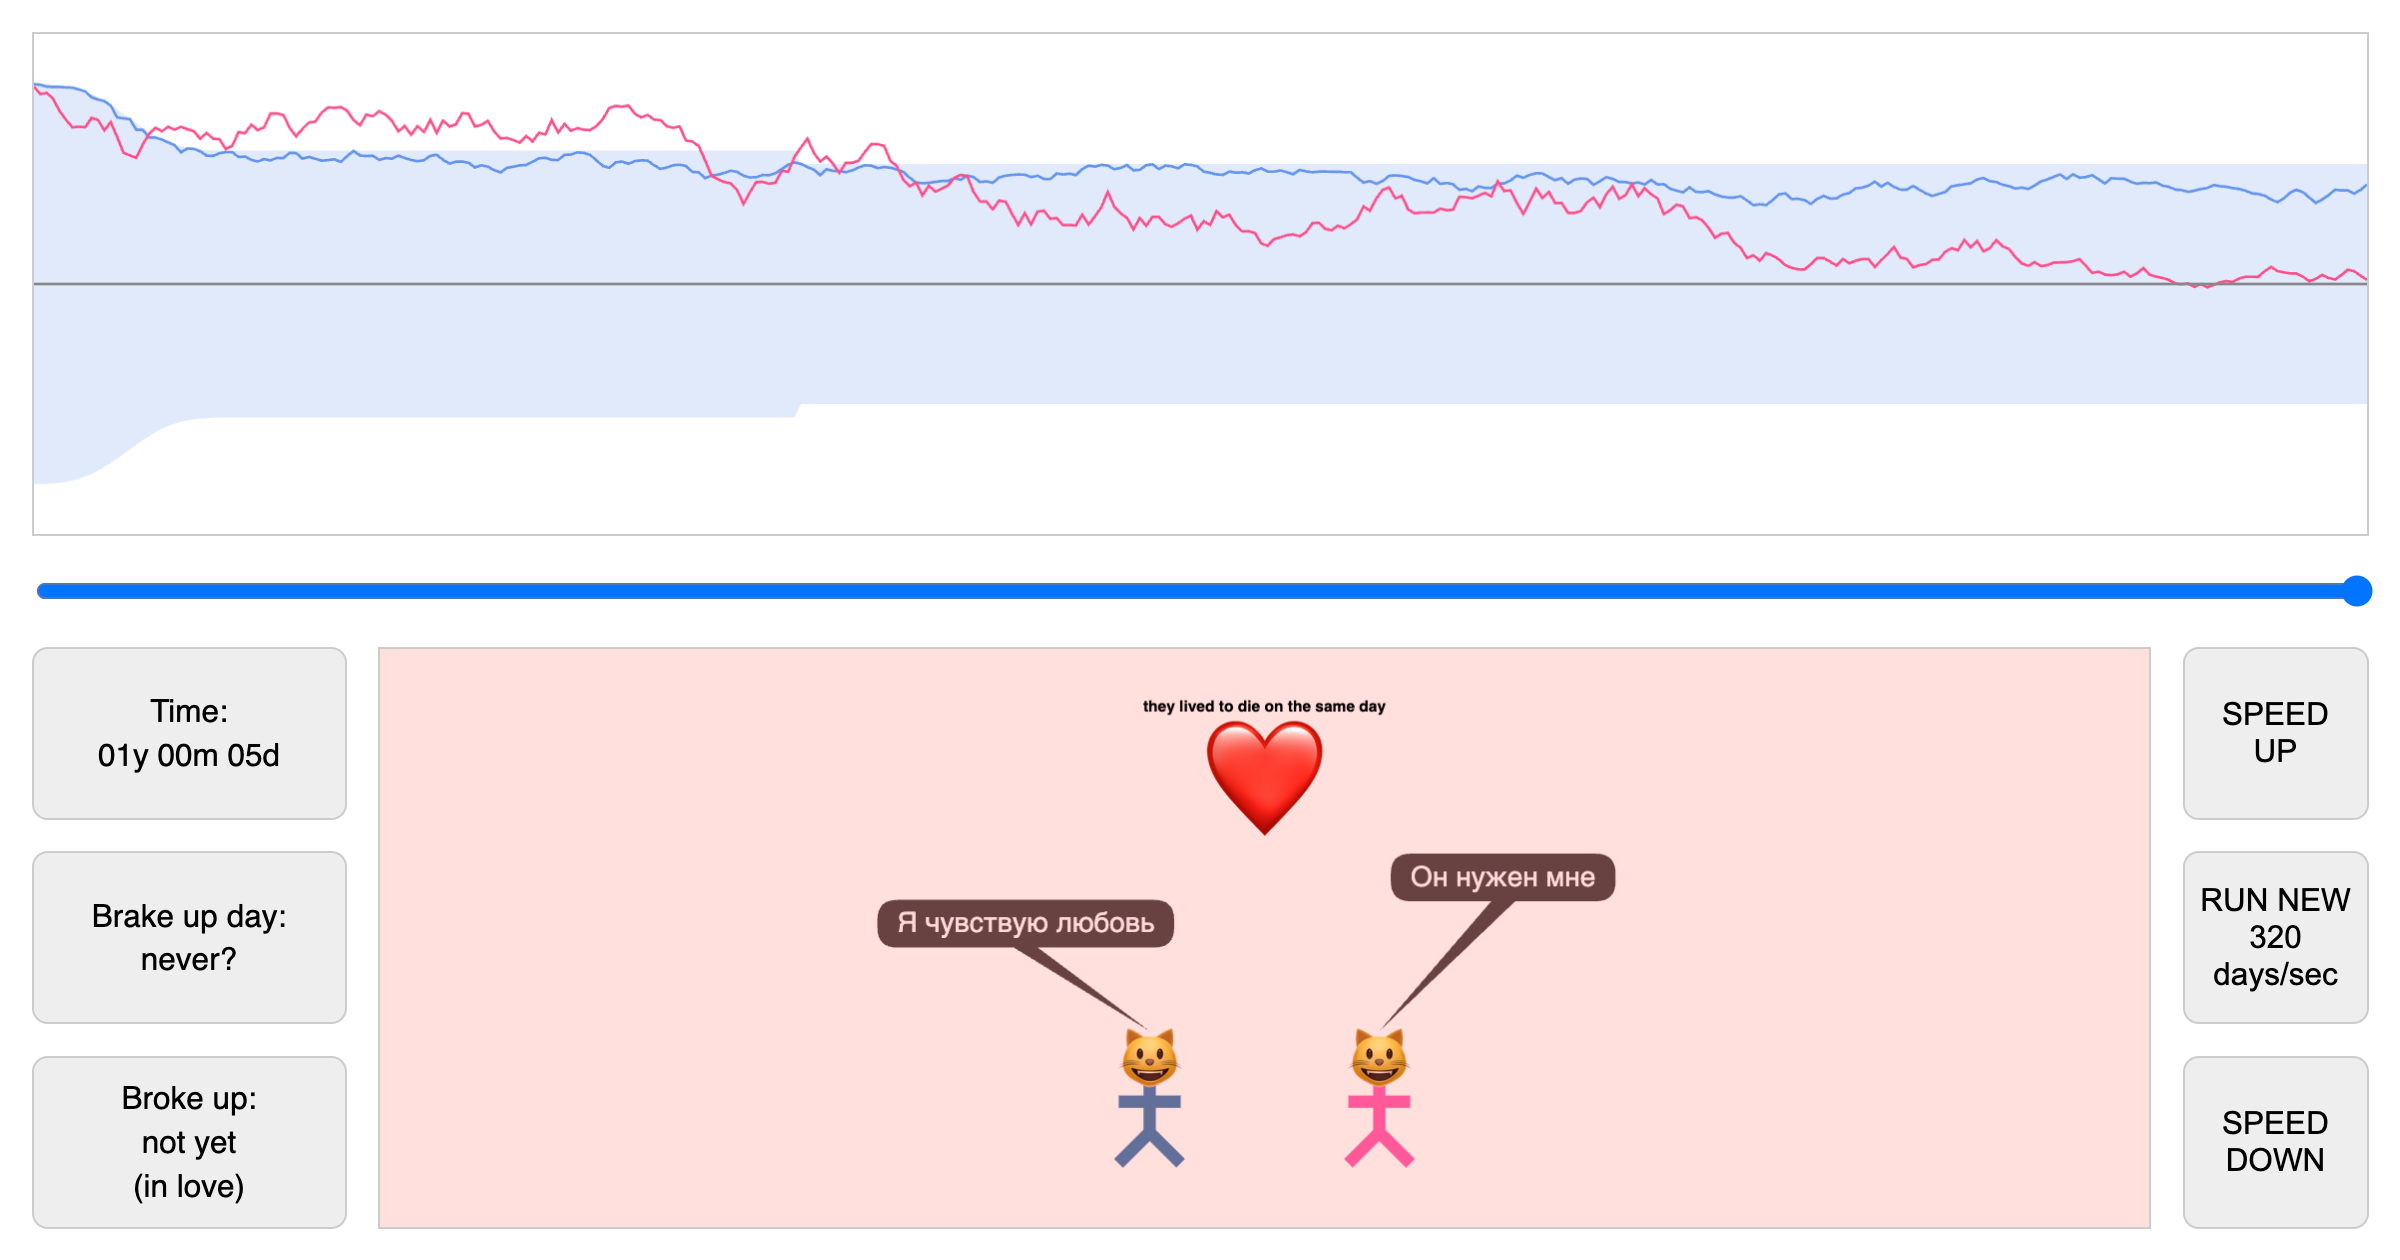 Time:
01y 00m 05d
Brake up day:
never?
Broke up:
not yet
(in love)
they lived to die on the same day
Он нужен мне
Я чувствую любовь
SPEED
UP
RUN NEW
320
days/sec
SPEED
DOWN